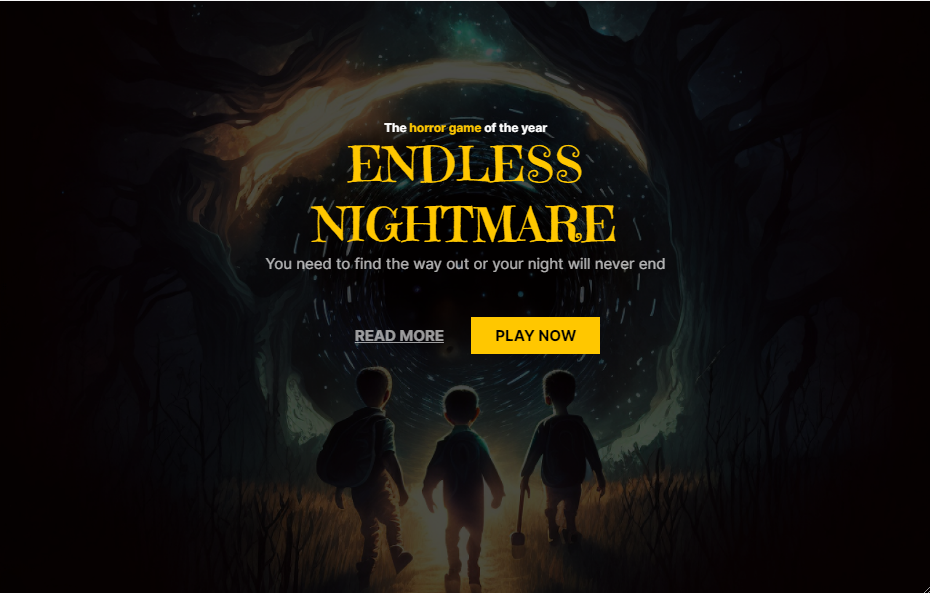 The horror game of the year
ENDLESS
NIGHTMARE
You need to find the way out or your night will never end
READ MORE PLAY NOW